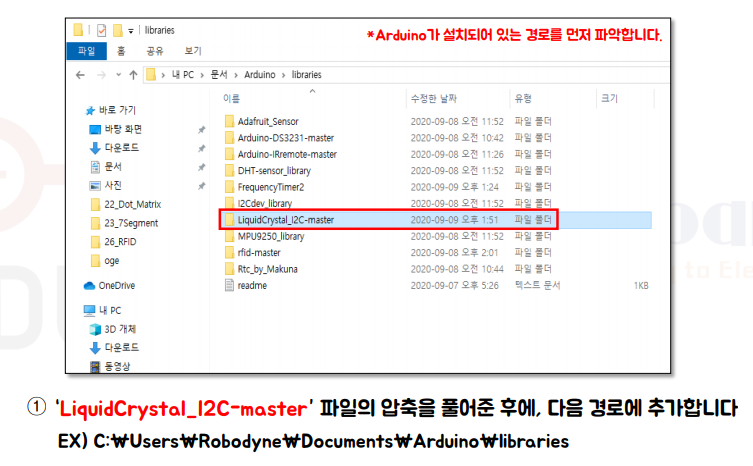 libraries
*Arduino가 설치되어 있는 경로를 먼저 파악합니다.
파일 홈 공유 보기
내 PC > 문서 > Arduino > libraries
이름 수정한 날짜 유형 크기
바로 가기
바탕 화면
다운로드
문서
사진
22_Dot_Matrix
23_7Segment
26_RFID
oge
OneDrive
내 PC
3D 개체
다운로드
동영상
Adafruit_Sensor 2020-09-08 오전 11:52 파일 폴더
Arduino-DS3231-master 2020-09-08 오전 10:42 파일 폴더
Arduino-IRremote-master 2020-09-08 오전 11:26 파일 폴더
DHT-sensor_library 2020-09-08 오전 11:52 파일 폴더
FrequencyTimer2 2020-09-09 오후 1:24 파일 폴더
I2Cdev_library 2020-09-08 오전 11:52 파일 폴더
LiquidCrystal_I2C-master 2020-09-09 오후 1:51 파일 폴더
MPU9250_library 2020-09-08 오전 11:52 파일 폴더
rfid-master 2020-09-08 오후 2:01 파일 폴더
Rtc_by_Makuna 2020-09-08 오전 10:44 파일 폴더
readme 2020-09-07 오후 5:26 텍스트 문서 1KB
① 'LiquidCrystal_I2C-master' 파일의 압축을 풀어준 후에, 다음 경로에 추가합니다
EX) C:₩Users₩Robodyne₩Documents₩Arduino₩libraries